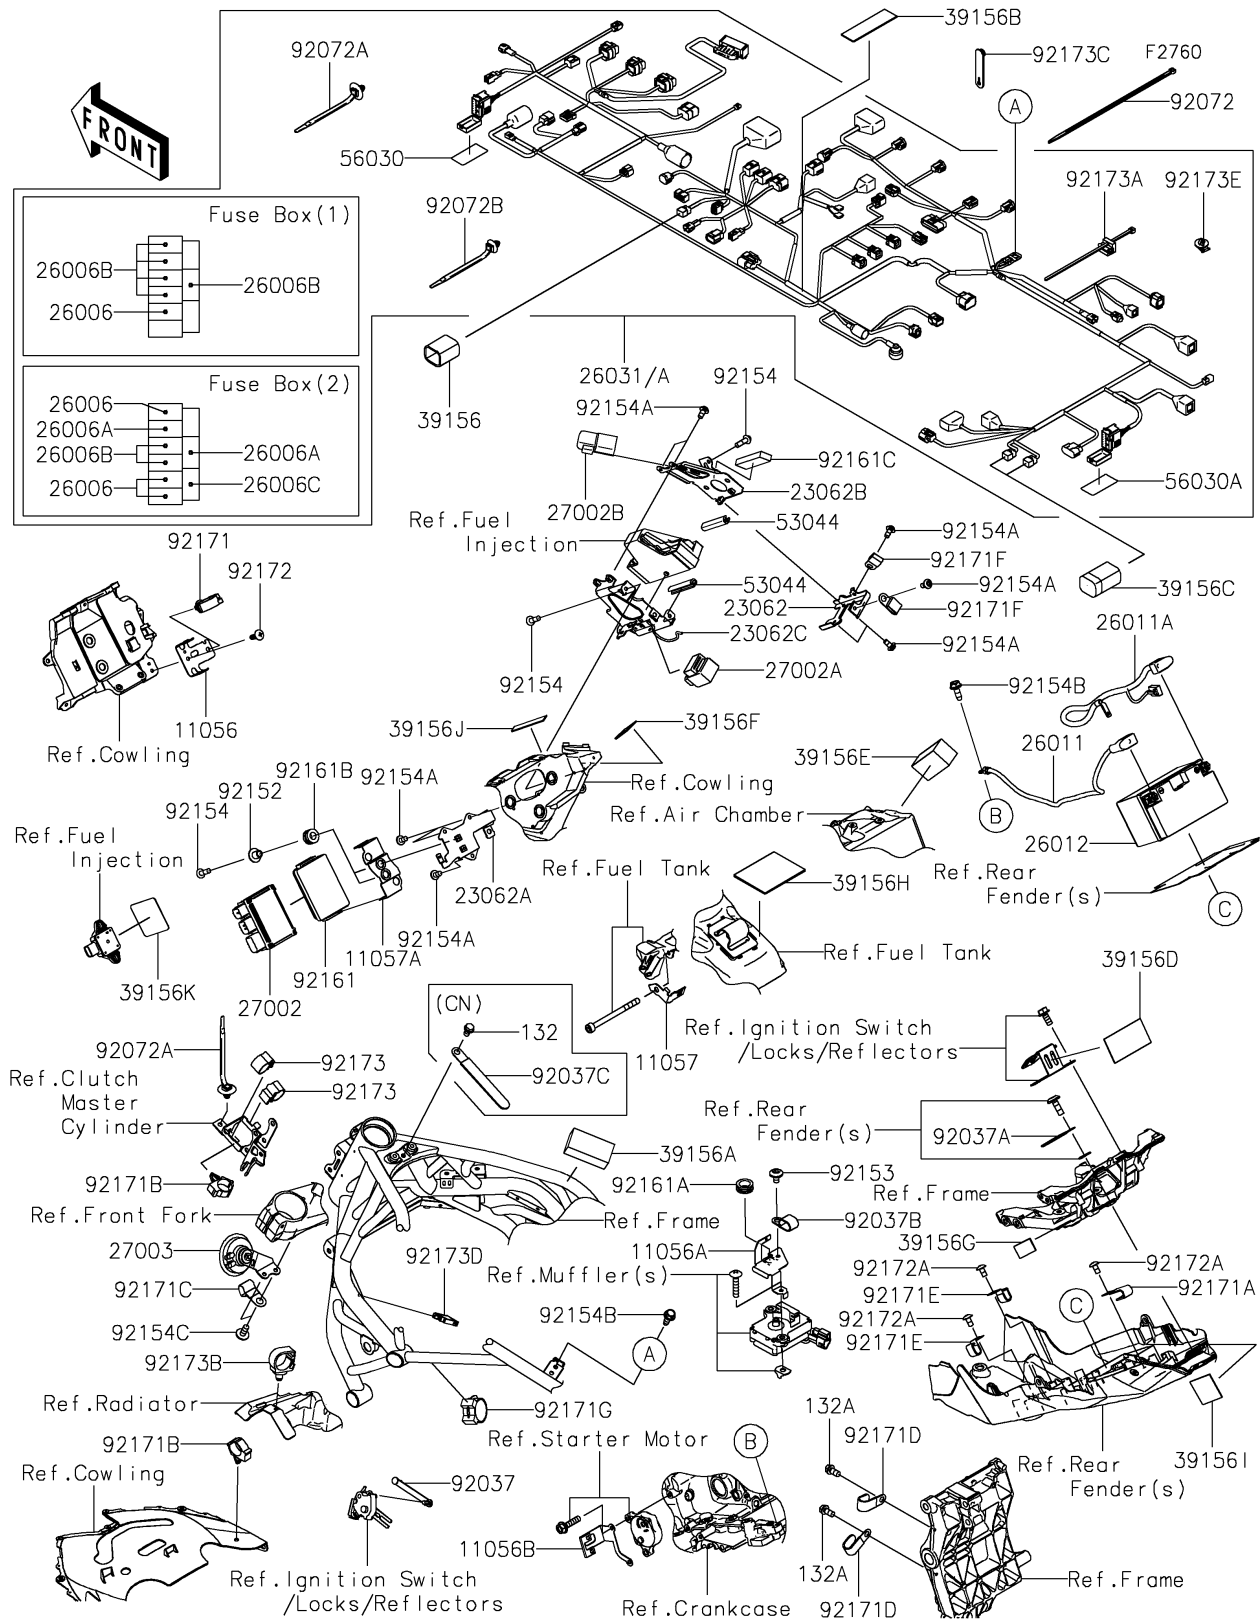 39156B
92072A
92173C
F2760
92072
A
FRONT
56030
92173A
92173E
Fuse Box(1)
26006B
26006B
26006
92072B
Fuse Box(2)
26006
26006A
26006B
26006A
26006
26006C
39156
26031/A
92154
92154A
92161C
23062B
27002B
53044
56030A
Ref.Fuel
Injection
92154A
92171F
92171
92172
53044
92154A
39156C
23062
92171F
23062C
92154A
26011A
27002A
92154
92154B
11056
39156J
39156F
Ref.Cowling
39156E
26011
92161B
92154A
Ref.Cowling
92152
92154
Ref.Air Chamber
B
Ref.Fuel
Injection
26012
Ref.Fuel Tank
39156H
Ref.Rear
Fender(s)
23062A
C
92154A
11057A
92161
39156K
27002
Ref.Fuel Tank
39156D
(CN)
132
Ref.Ignition Switch
/Locks/Reflectors
11057
92072A
92173
92037C
Ref.Clutch
Master
Cylinder
92173
Ref.Rear
Fender(s)
92037A
39156A
92171B
92161A
92153
Ref.Frame
Ref.Front Fork
Ref.Frame
92037B
27003
92173D
11056A
39156G
Ref.Muffler(s)
92172A
92172A
92171C
92171E
C
92171A
92154B
92172A
92154C
A
92171E
92173B
Ref.Radiator
92171G
132A
92171B
Ref.Starter Motor
B
92171D
39156I
Ref.Cowling
92037
Ref.Rear
Fender(s)
11056B
132A
Ref.Ignition Switch
/Locks/Reflectors
Ref.Crankcase
92171D
Ref.Frame